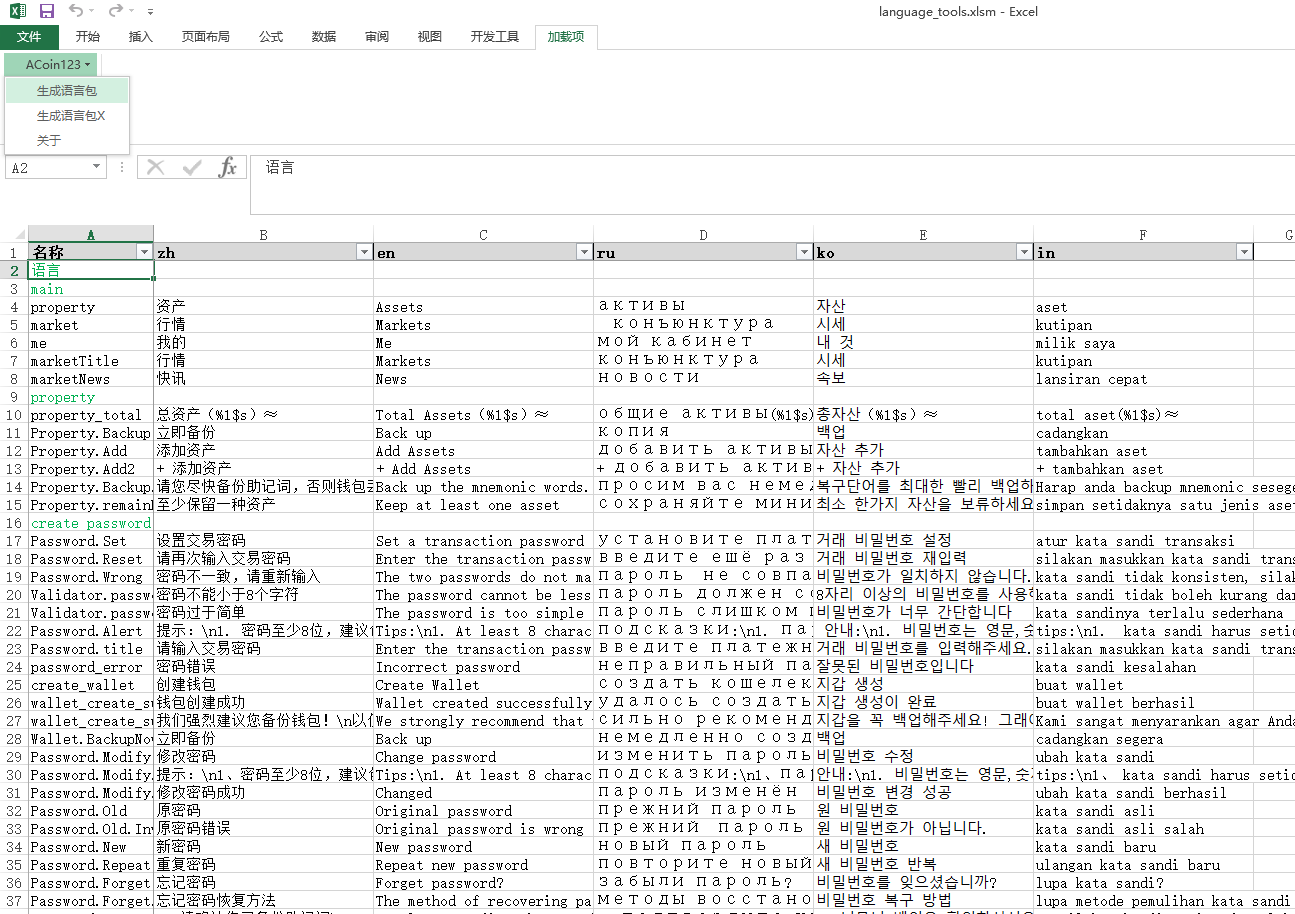 language_tools.xlsm - Excel
文件 开始 插入 页面布局 公式 数据 审阅 视图 开发工具 加载项
ACoin123
生成语言包
生成语言包X
关于
A2 fx 语言
A B C D E F G
1 名称 zh en ru ko in
2 语言
3 main
4 property 资产 Assets активы 자산 aset
5 market 行情 Markets конъюнктура 시세 kutipan
6 me 我的 Me мой кабинет 내 것 milik saya
7 marketTitle 行情 Markets конъюнктура 시세 kutipan
8 marketNews 快讯 News новости 속보 lansiran cepat
9 property
10 property_total 总资产（%1$s）≈ Total Assets（%1$s）≈ общие активы(%1$s) 총자산（%1$s）≈ total aset(%1$s)≈
11 Property.Backup 立即备份 Back up копия 백업 cadangkan
12 Property.Add 添加资产 Add Assets добавить активы 자산 추가 tambahkan aset
13 Property.Add2 + 添加资产 + Add Assets + добавить актив + 자산 추가 + tambahkan aset
14 Property.Backup. 请您尽快备份助记词，否则钱包 Back up the mnemonic words. просим вас неме 복구단어를 최대한 빨리 백업하 Harap anda backup mnemonic sesege
15 Property.remain 至少保留一种资产 Keep at least one asset сохраняйте мини 최소 한가지 자산을 보류하세요 simpan setidaknya satu jenis aset
16 create password
17 Password.Set 设置交易密码 Set a transaction password установите плат 거래 비밀번호 설정 atur kata sandi transaksi
18 Password.Reset 请再次输入交易密码 Enter the transaction passw введите ешё раз 거래 비밀번호 재입력 silakan masukkan kata sandi trans
19 Password.Wrong 密码不一致，请重新输入 The two passwords do not ma пароль не совпа 비밀번호가 일치하지 않습니다. kata sandi tidak konsisten, silak
20 Validator.passw 密码不能小于8个字符 The password cannot be less пароль должен с 8자리 이상의 비밀번호를 사용하 kata sandi tidak boleh kurang dar
21 Validator.passw 密码过于简单 The password is too simple пароль слишком 비밀번호가 너무 간단합니다 kata sandinya terlalu sederhana
22 Password.Alert 提示：\n1. 密码至少8位，建议 Tips:\n1. At least 8 charac подсказки:\n1. па 안내:\n1. 비밀번호는 영문,숫 tips:\n1. kata sandi harus setid
23 Password.title 请输入交易密码 Enter the transaction passw введите платежн 거래 비밀번호를 입력해주세요. silakan masukkan kata sandi trans
24 password_error 密码错误 Incorrect password неправильный па 잘못된 비밀번호입니다 kata sandi kesalahan
25 create_wallet 创建钱包 Create Wallet создать кошелек 지갑 생성 buat wallet
26 wallet_create_su 钱包创建成功 Wallet created successfully удалось создать 지갑 생성이 완료 buat wallet berhasil
27 wallet_create_su 我们强烈建议您备份钱包！\n以 We strongly recommend that сильно рекоменд 지갑을 꼭 백업해주세요! 그래 Kami sangat menyarankan agar Anda
28 Wallet.BackupNow 立即备份 Back up немедленно созд 백업 cadangkan segera
29 Password.Modify 修改密码 Change password изменить пароль 비밀번호 수정 ubah kata sandi
30 Password.Modify. 提示：\n1、密码至少8位，建议 Tips:\n1. At least 8 charac подсказки:\n1、па 안내:\n1. 비밀번호는 영문,숫 tips:\n1、 kata sandi harus setid
31 Password.Modify. 修改密码成功 Changed пароль изменён 비밀번호 변경 성공 ubah kata sandi berhasil
32 Password.Old 原密码 Original password прежний пароль 원 비밀번호 kata sandi asli
33 Password.Old.Inv 原密码错误 Original password is wrong прежний пароль 원 비밀번호가 아닙니다. kata sandi asli salah
34 Password.New 新密码 New password новый пароль 새 비밀번호 kata sandi baru
35 Password.Repeat 重复密码 Repeat new password повторите новый 새 비밀번호 반복 ulangan kata sandi baru
36 Password.Forget 忘记密码 Forget password? забыли пароль? 비밀번호를 잊으셨습니까? lupa kata sandi?
37 Password.Forget. 忘记密码恢复方法 The method of recovering pa методы восстано 비밀번호 복구 방법 lupa metode pemulihan kata sandi